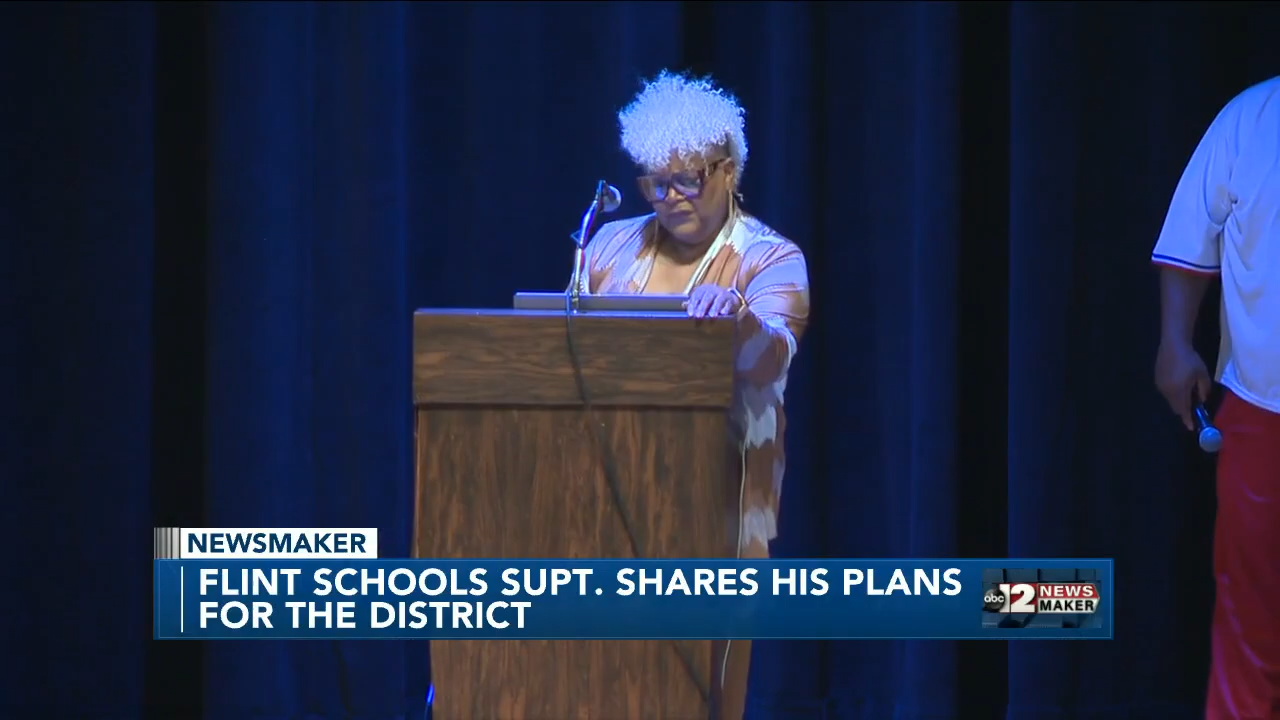 NEWSMAKER
FLINT SCHOOLS SUPT. SHARES HIS PLANS
FOR THE DISTRICT
abc 12 NEWS
MAKER